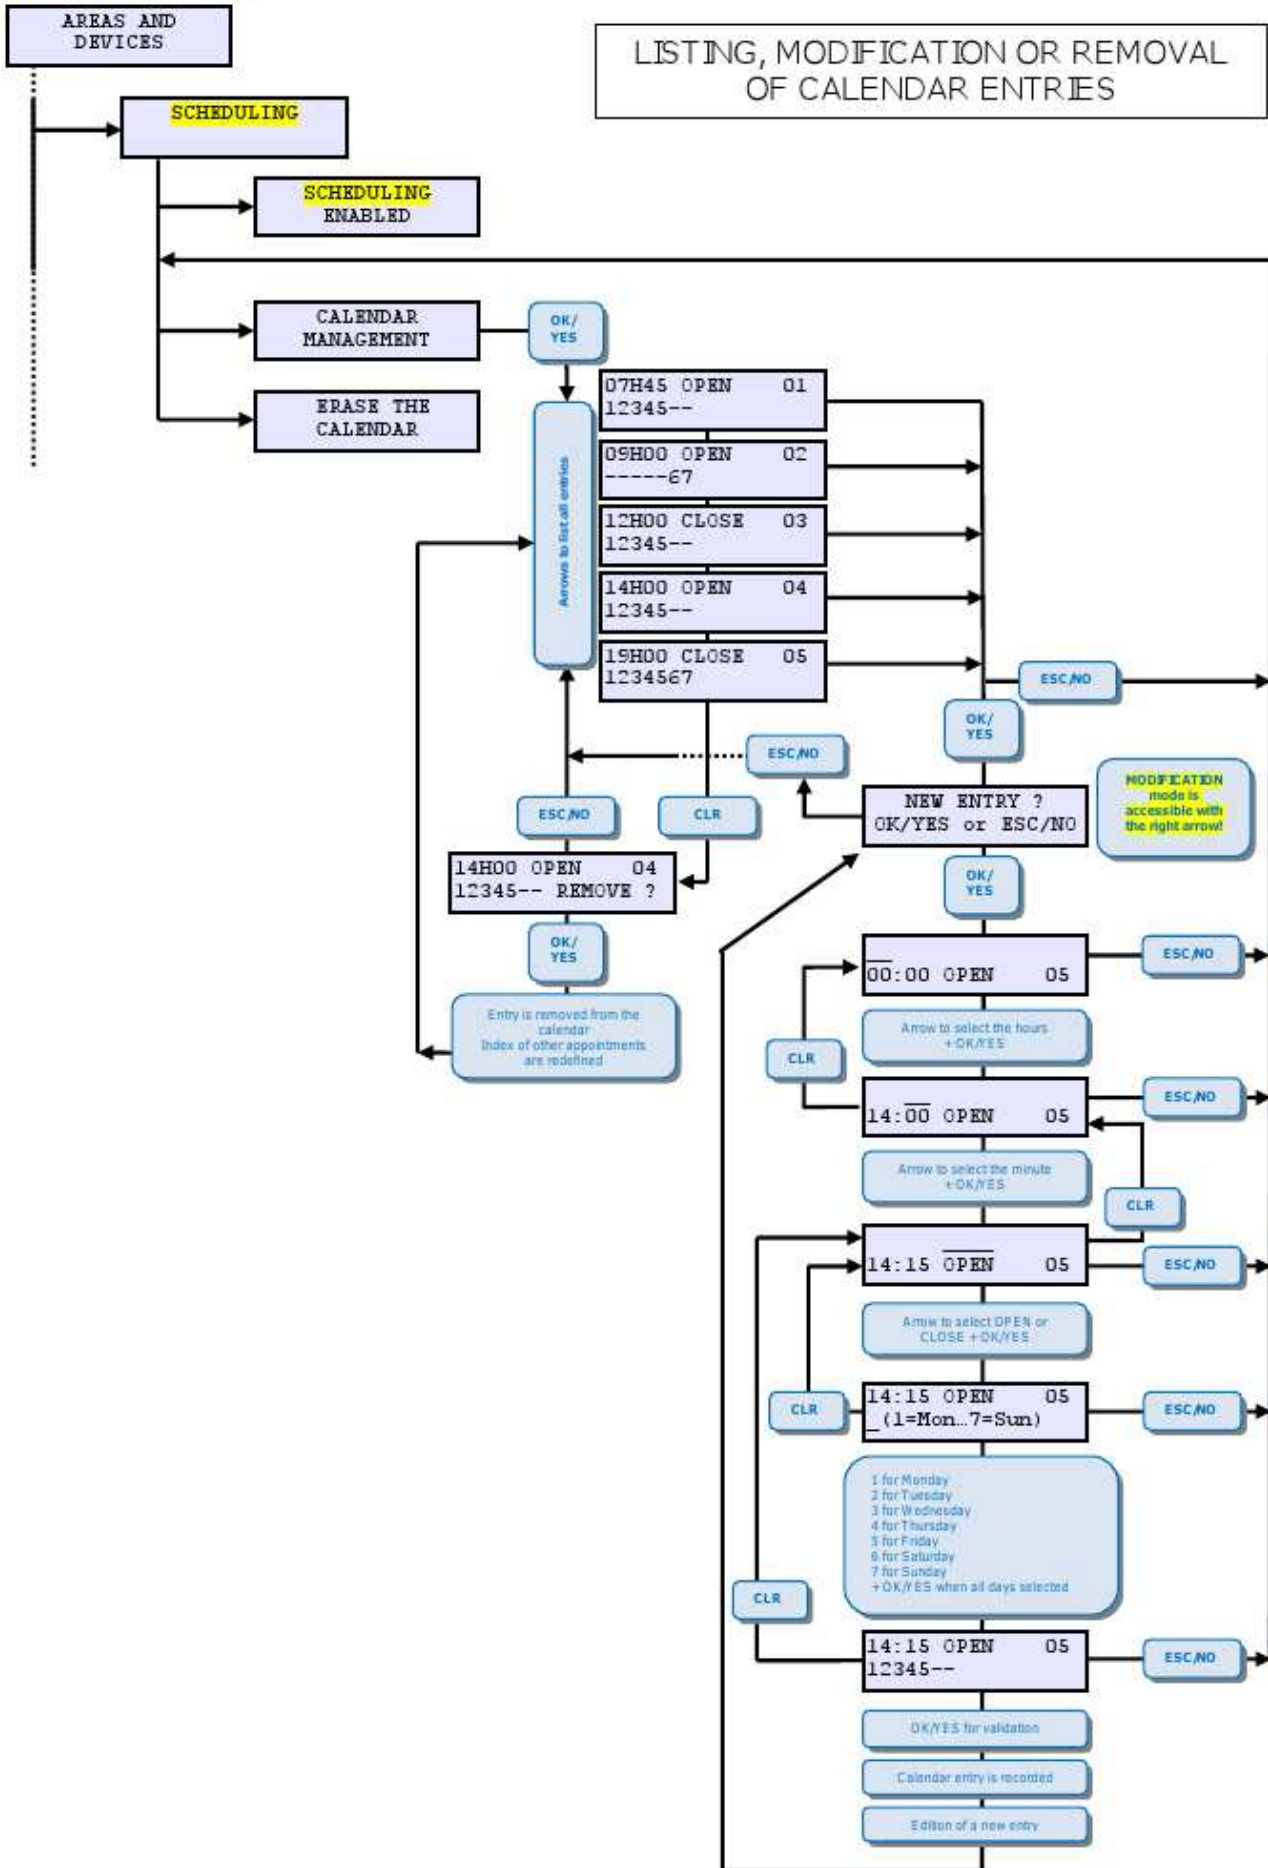 AREAS AND
DEVICES
LISTING, MODIFICATION OR REMOVAL
OF CALENDAR ENTRIES
SCHEDULING
SCHEDULING
ENABLED
CALENDAR
MANAGEMENT
OK/
YES
ERASE THE
CALENDAR
Arrows to list all entries
07H45 OPEN 01
12345--
09H00 OPEN 02
-----67
12H00 CLOSE 03
12345--
14H00 OPEN 04
12345--
19H00 CLOSE 05
1234567
ESC/NO
OK/
YES
ESC/NO
NEW ENTRY ?
OK/YES or ESC/NO
MODIFICATION
mode is
accessible with
the right arrow!
ESC/NO
CLR
14H00 OPEN 04
12345-- REMOVE ?
OK/
YES
OK/
YES
Entry is removed from the
calendar
Index of other appointments
are redefined
00:00 OPEN 05
ESC/NO
Arrow to select the hours
+OK/YES
CLR
14:00 OPEN 05
ESC/NO
Arrow to select the minute
+OK/YES
CLR
14:15 OPEN 05
ESC/NO
Arrow to select OPEN or
CLOSE +OK/YES
CLR
14:15 OPEN 05
_(1=Mon…7=Sun)
ESC/NO
1 for Monday
2 for Tuesday
3 for Wednesday
4 for Thursday
5 for Friday
6 for Saturday
7 for Sunday
+OK/YES when all days selected
CLR
14:15 OPEN 05
12345--
ESC/NO
OK/YES for validation
Calendar entry is recorded
Edition of a new entry